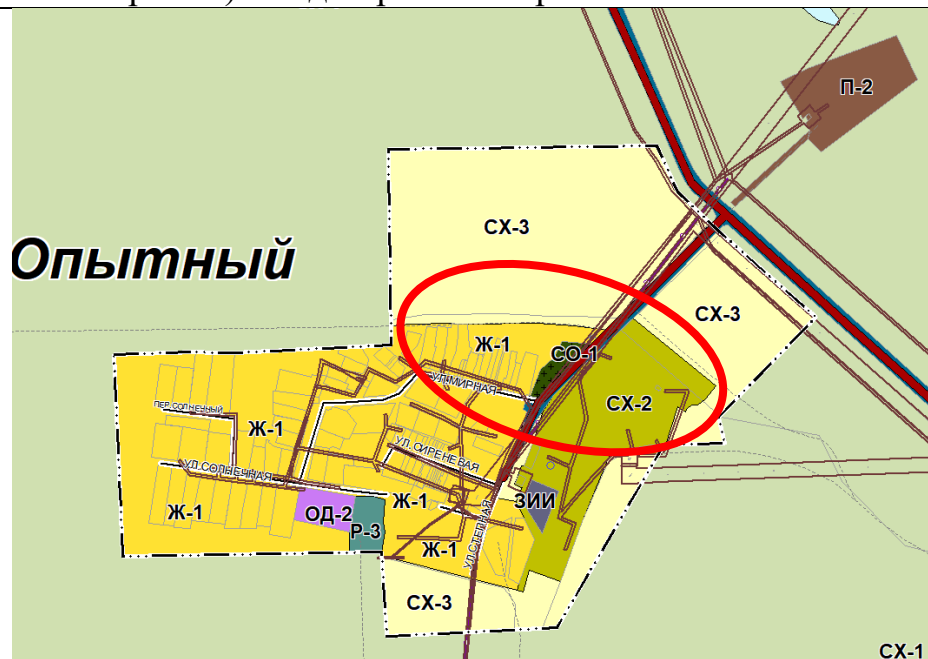 П-2
СХ-3
Опытный
СХ-3
Ж-1
СО-1
УЛ.МИРНАЯ
СХ-2
ПЕР.СОЛНЕЧНЫЙ
Ж-1
УЛ.СИРЕНЕВАЯ
УЛ.СОЛНЕЧНАЯ
Ж-1
ЗИИ
Ж-1
ОД-2
Р-3
УЛ.СТЕПНАЯ
Ж-1
СХ-3
СХ-1